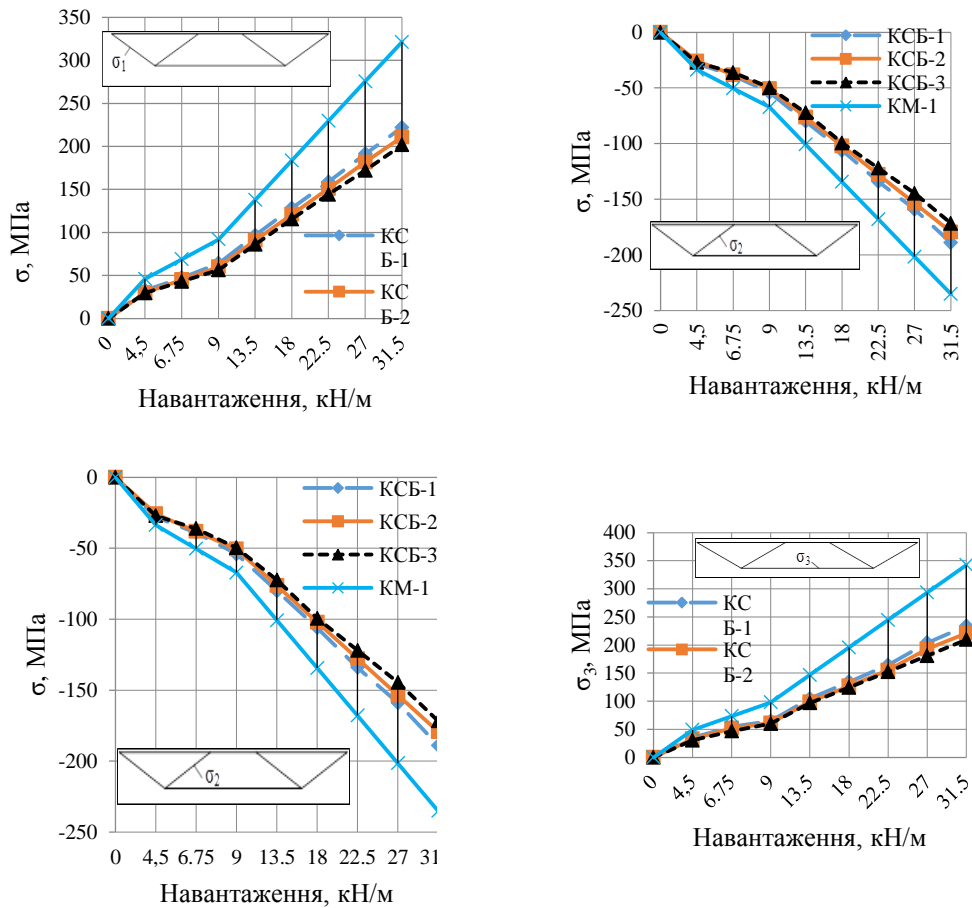 350
300
250
200
150
100
50
0
σ, МПа
σ₁
КС
Б-1
КС
Б-2
0 4,5 6.75 9 13.5 18 22.5 27 31.5
Навантаження, кН/м
0
-50
-100
-150
-200
-250
σ, МПа
КСБ-1
КСБ-2
КСБ-3
КМ-1
σ₂
0 4,5 6.75 9 13.5 18 22.5 27 31.5
Навантаження, кН/м
0
-50
-100
-150
-200
-250
σ, МПа
КСБ-1
КСБ-2
КСБ-3
КМ-1
σ₂
0 4,5 6.75 9 13.5 18 22.5 27 31
Навантаження, кН/м
400
350
300
250
200
150
100
50
0
σ₃, МПа
σ₃
КС
Б-1
КС
Б-2
0 4,5 6.75 9 13.5 18 22.5 27 31.5
Навантаження, кН/м